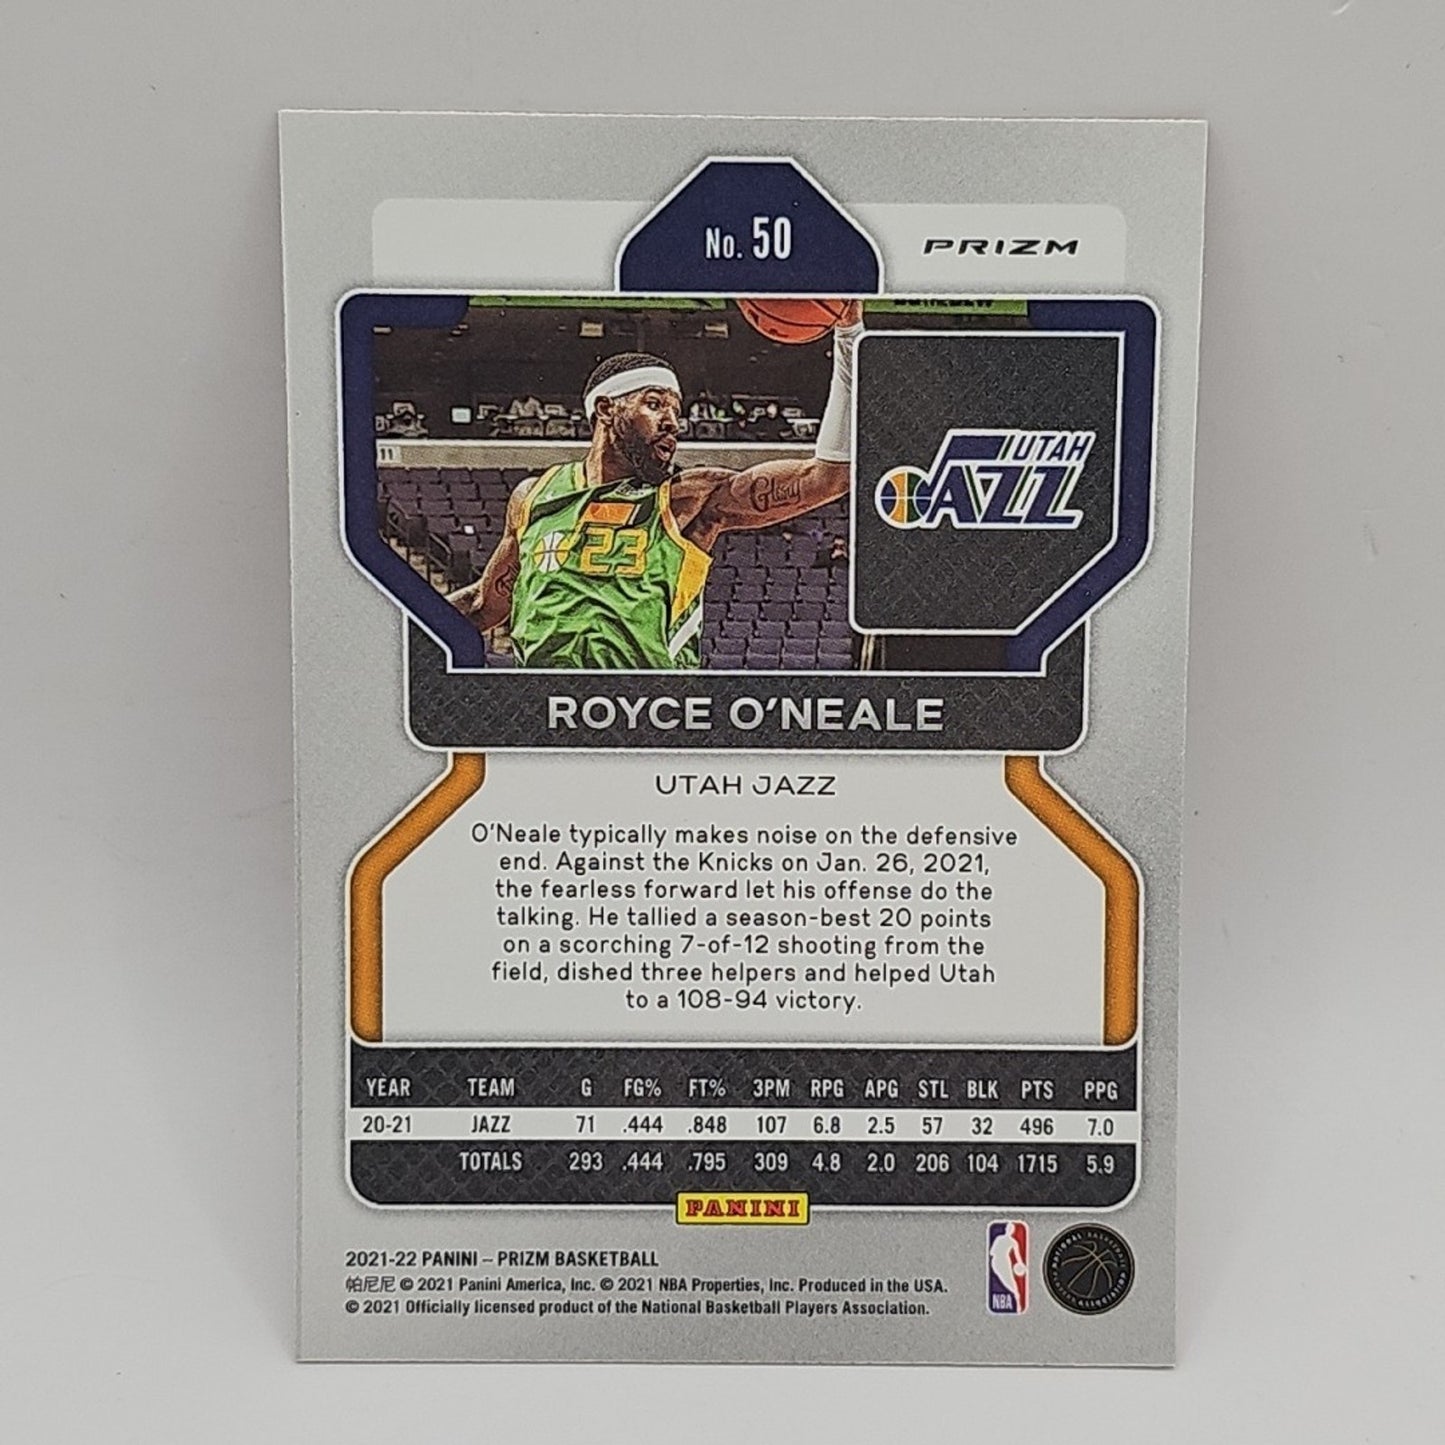 No. 50
PRIZM
UTAH
JAZZ
11
Glory
23
ROYCE O'NEALE
UTAH JAZZ
O'Neale typically makes noise on the defensive
end. Against the Knicks on Jan. 26, 2021,
the fearless forward let his offense do the
talking. He tallied a season-best 20 points
on a scorching 7-of-12 shooting from the
field, dished three helpers and helped Utah
to a 108-94 victory.
YEAR TEAM G FG% FT% 3PM RPG APG STL BLK PTS PPG
20-21 JAZZ 71 .444 .848 107 6.8 2.5 57 32 496 7.0
TOTALS 293 .444 .795 309 4.8 2.0 206 104 1715 5.9
PANINI
2021-22 PANINI – PRIZM BASKETBALL
帕尼尼 © 2021 Panini America, Inc. © 2021 NBA Properties, Inc. Produced in the USA.
© 2021 Officially licensed product of the National Basketball Players Association.
NBA